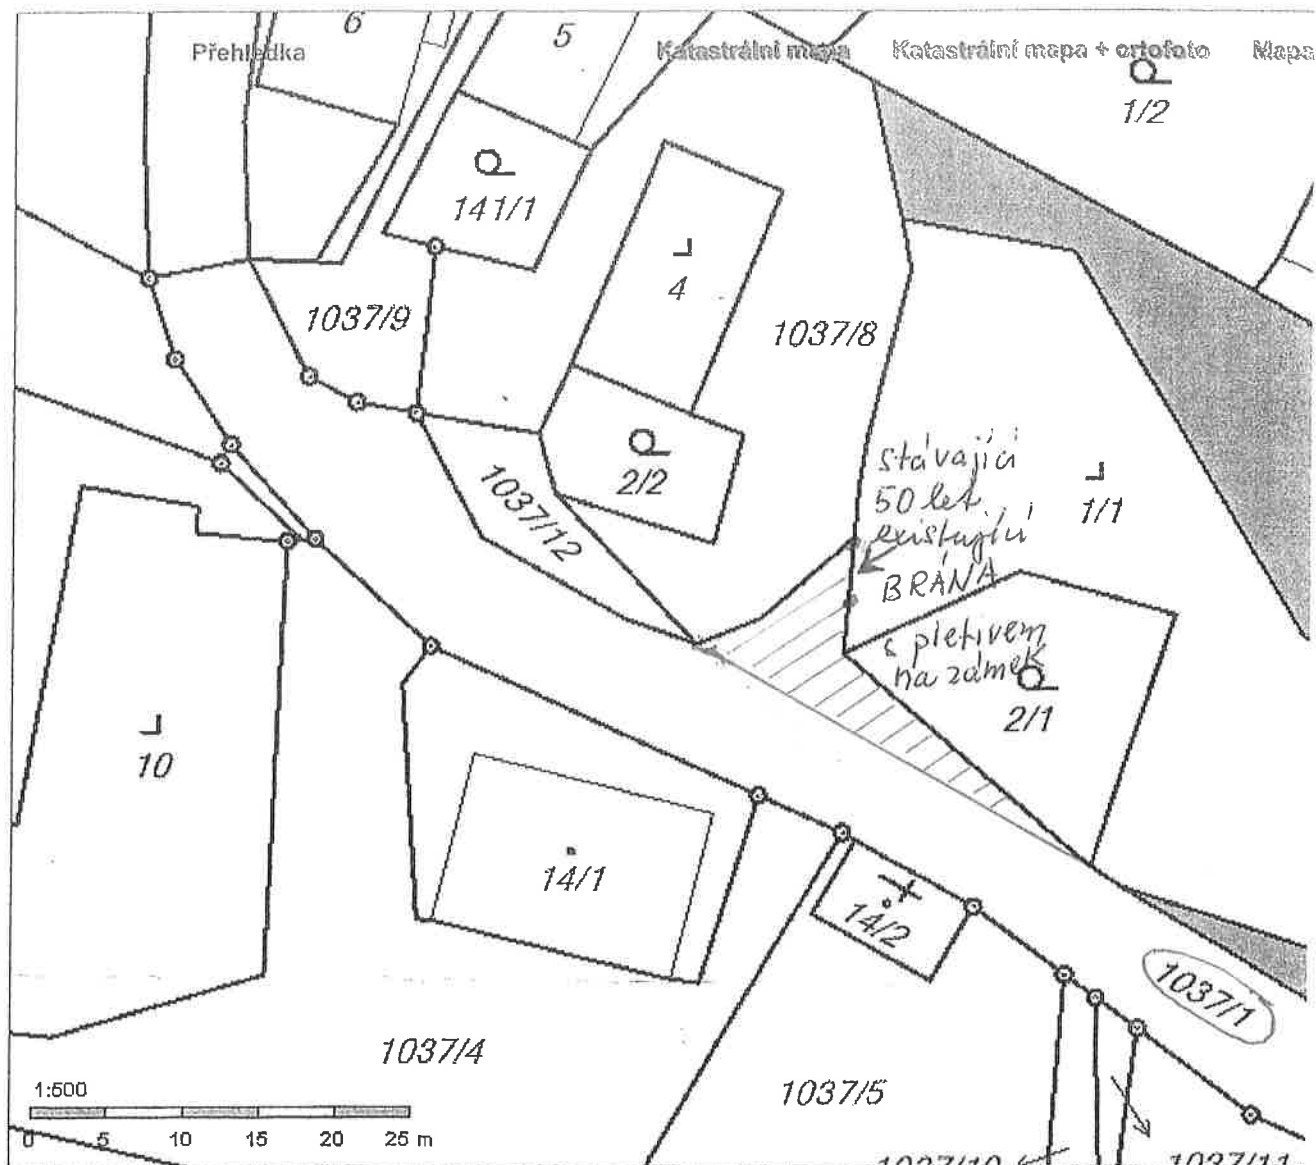 6
5
Přehledka
Katastrální mapa
Katastrální mapa + ortofoto
Mapa
1/2
141/1
4
1037/9
1037/8
2/2
1037/12
stávající
50 let
existující
BRÁNA
s pletivem
na zámek
1/1
2/1
10
14/1
14/2
1037/1
1037/4
1037/5
1037/10
1037/11
1:500
0 5 10 15 20 25 m